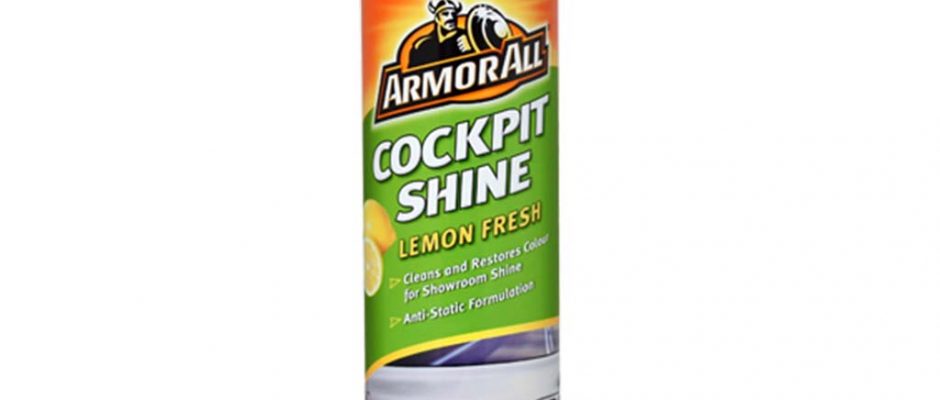 ARMORALL
COCKPIT
SHINE
LEMON FRESH
Cleans and Restores Colour
for Showroom Shine
Anti-Static Formulation